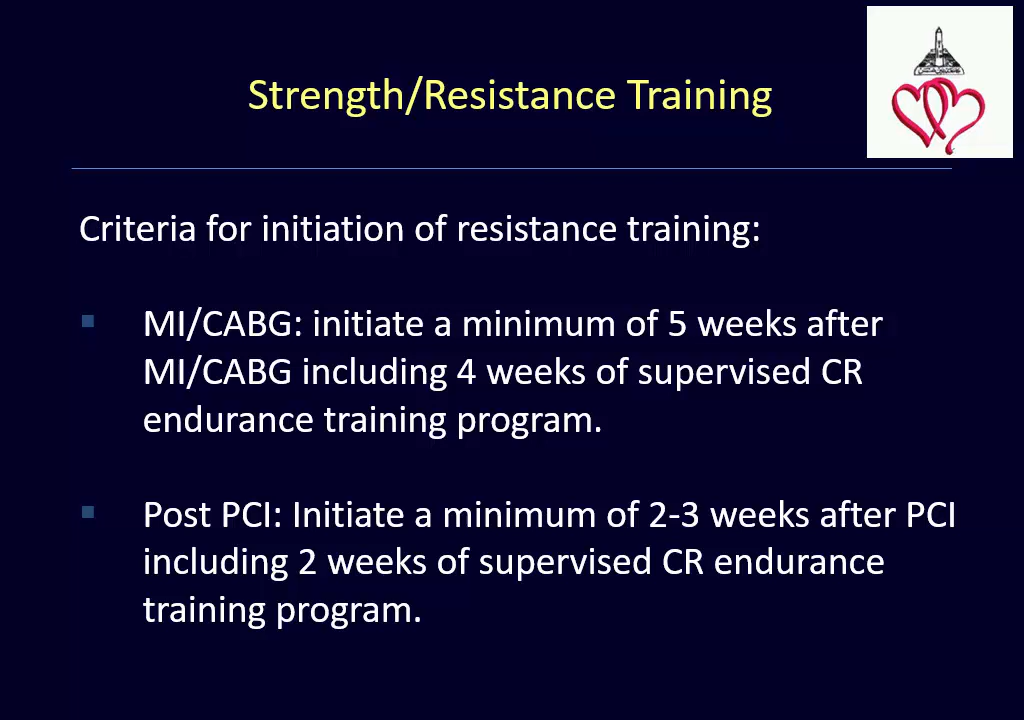 Strength/Resistance Training
Criteria for initiation of resistance training:
▪ MI/CABG: initiate a minimum of 5 weeks after
MI/CABG including 4 weeks of supervised CR
endurance training program.
▪ Post PCI: Initiate a minimum of 2-3 weeks after PCI
including 2 weeks of supervised CR endurance
training program.